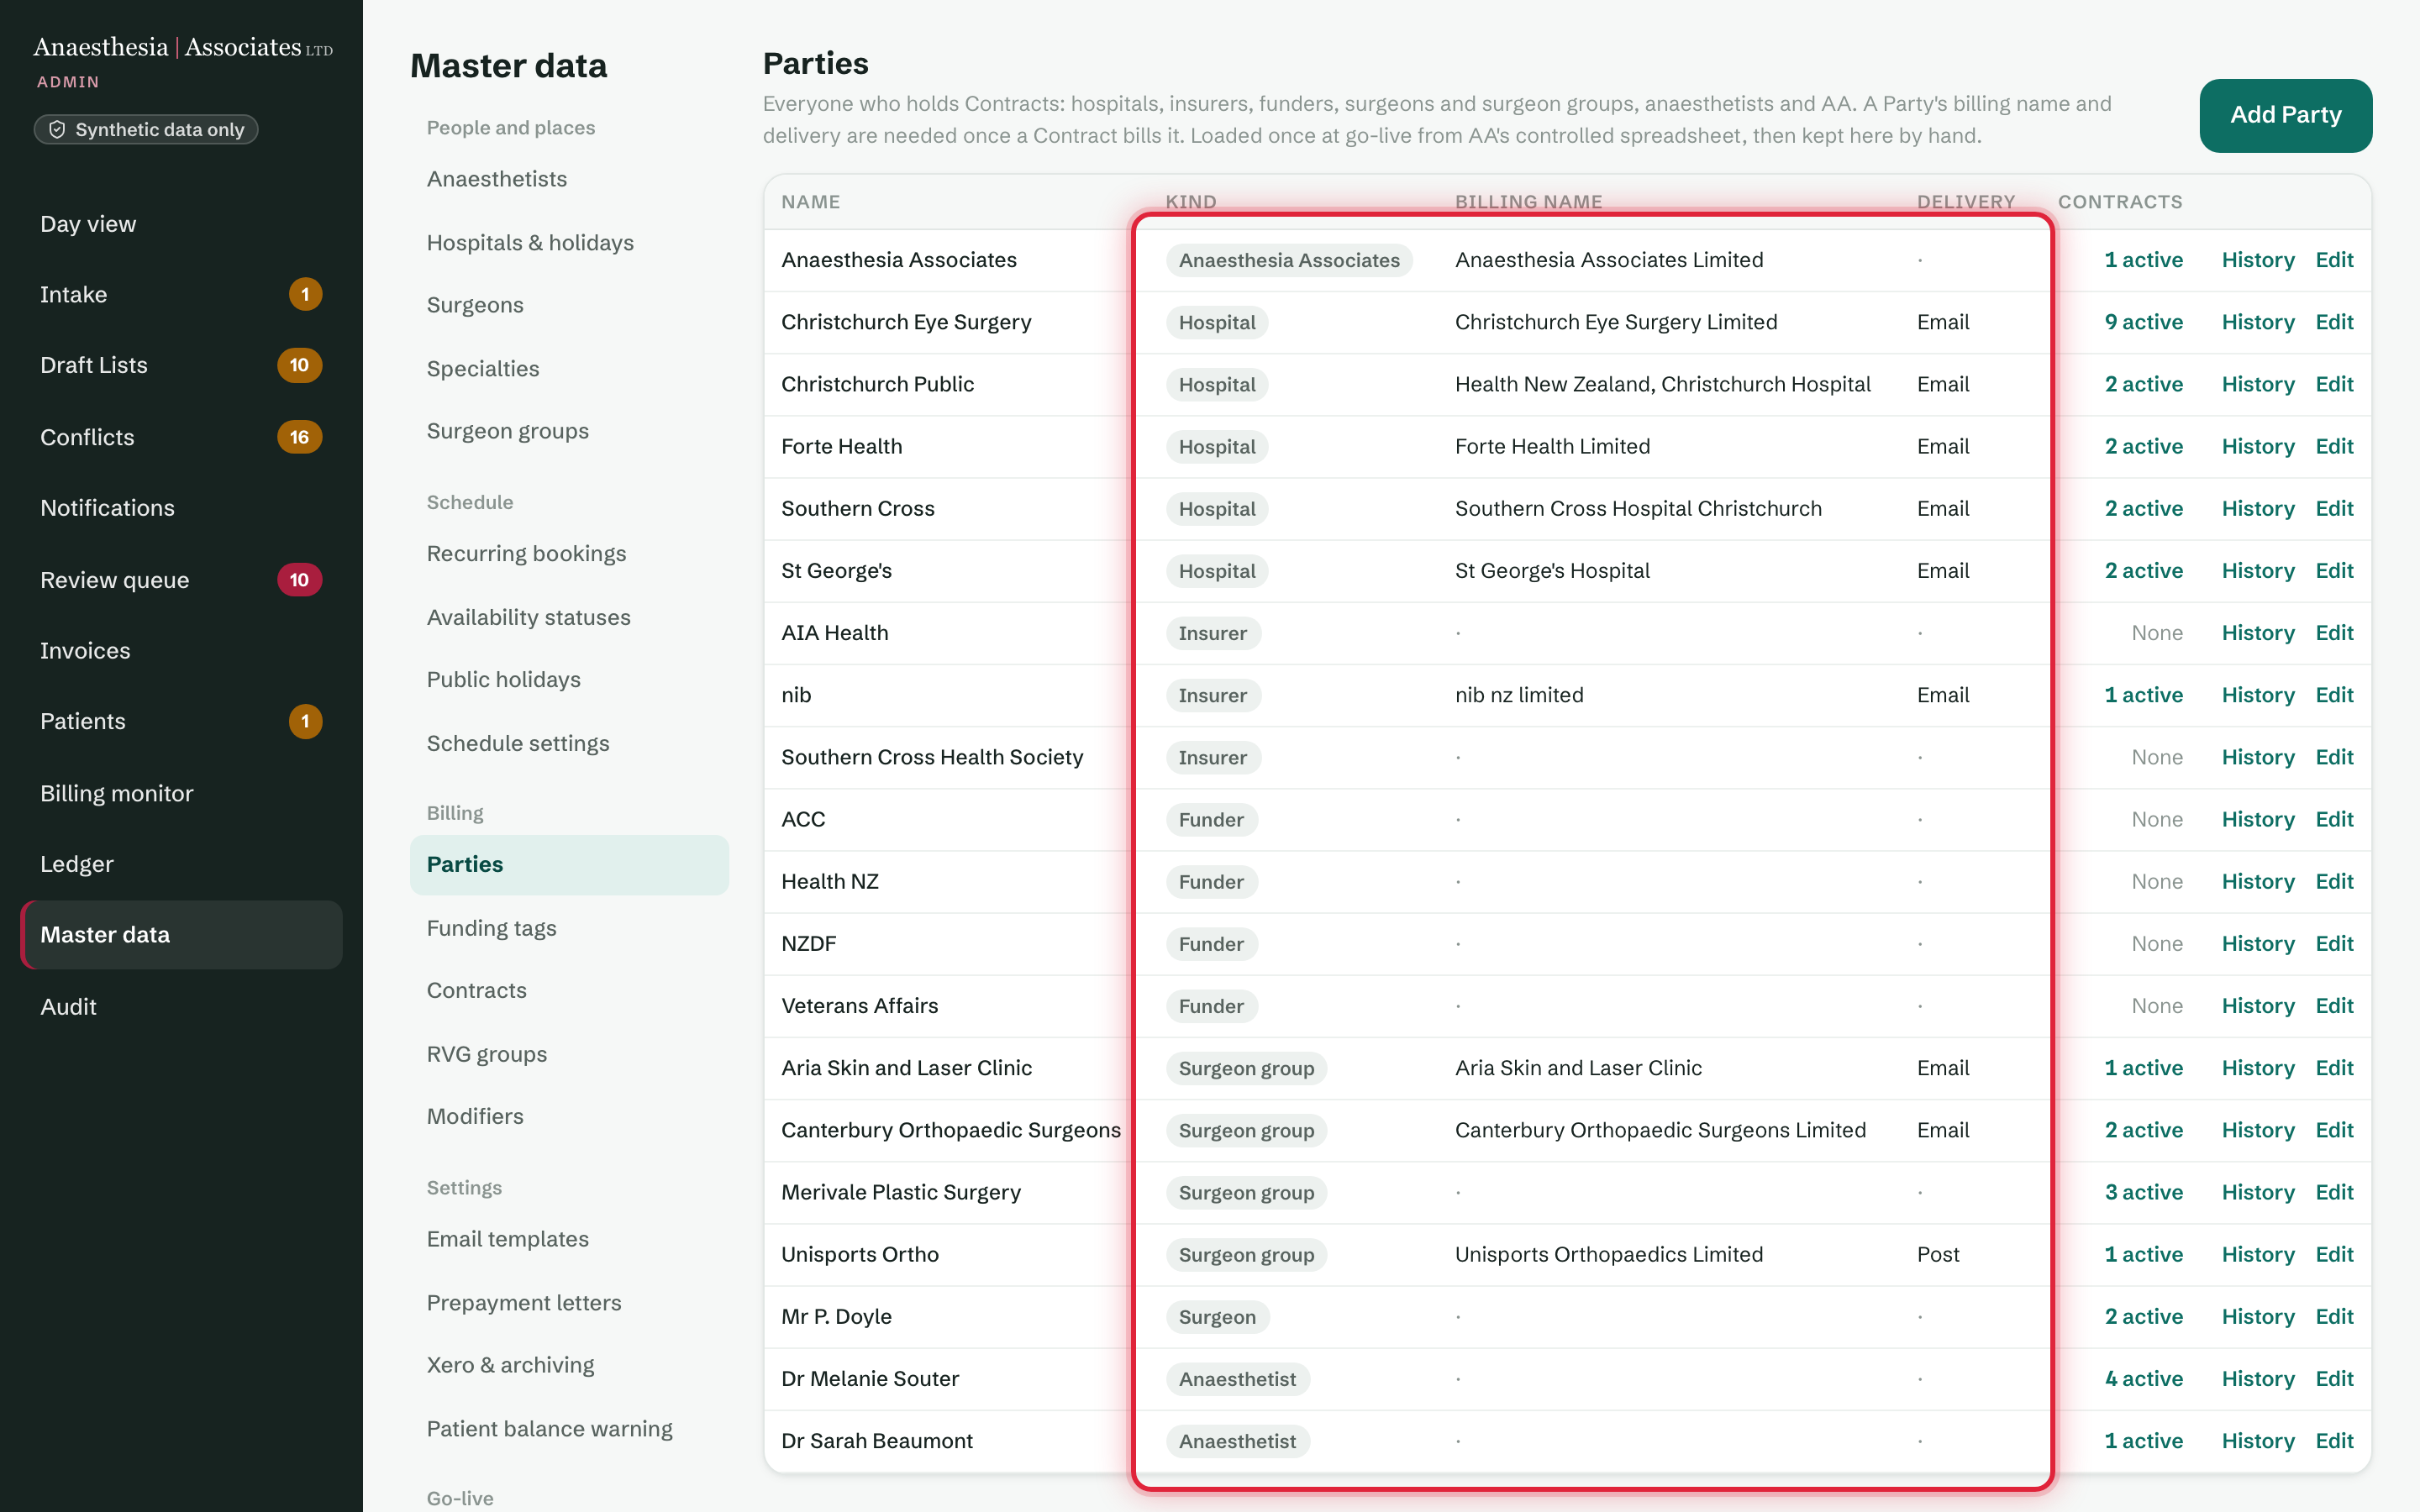 Anaesthesia | Associates LTD
ADMIN
Synthetic data only
Day view
Intake 1
Draft Lists 10
Conflicts 16
Notifications
Review queue 10
Invoices
Patients 1
Billing monitor
Ledger
Master data
Audit
Master data
People and places
Anaesthetists
Hospitals & holidays
Surgeons
Specialties
Surgeon groups
Schedule
Recurring bookings
Availability statuses
Public holidays
Schedule settings
Billing
Parties
Funding tags
Contracts
RVG groups
Modifiers
Settings
Email templates
Prepayment letters
Xero & archiving
Patient balance warning
Go-live
Parties
Everyone who holds Contracts: hospitals, insurers, funders, surgeons and surgeon groups, anaesthetists and AA. A Party's billing name and
delivery are needed once a Contract bills it. Loaded once at go-live from AA's controlled spreadsheet, then kept here by hand.
Add Party
NAME KIND BILLING NAME DELIVERY CONTRACTS
Anaesthesia Associates Anaesthesia Associates Anaesthesia Associates Limited · 1 active History Edit
Christchurch Eye Surgery Hospital Christchurch Eye Surgery Limited Email 9 active History Edit
Christchurch Public Hospital Health New Zealand, Christchurch Hospital Email 2 active History Edit
Forte Health Hospital Forte Health Limited Email 2 active History Edit
Southern Cross Hospital Southern Cross Hospital Christchurch Email 2 active History Edit
St George's Hospital St George's Hospital Email 2 active History Edit
AIA Health Insurer · · None History Edit
nib Insurer nib nz limited Email 1 active History Edit
Southern Cross Health Society Insurer · · None History Edit
ACC Funder · · None History Edit
Health NZ Funder · · None History Edit
NZDF Funder · · None History Edit
Veterans Affairs Funder · · None History Edit
Aria Skin and Laser Clinic Surgeon group Aria Skin and Laser Clinic Email 1 active History Edit
Canterbury Orthopaedic Surgeons Surgeon group Canterbury Orthopaedic Surgeons Limited Email 2 active History Edit
Merivale Plastic Surgery Surgeon group · · 3 active History Edit
Unisports Ortho Surgeon group Unisports Orthopaedics Limited Post 1 active History Edit
Mr P. Doyle Surgeon · · 2 active History Edit
Dr Melanie Souter Anaesthetist · · 4 active History Edit
Dr Sarah Beaumont Anaesthetist · · 1 active History Edit